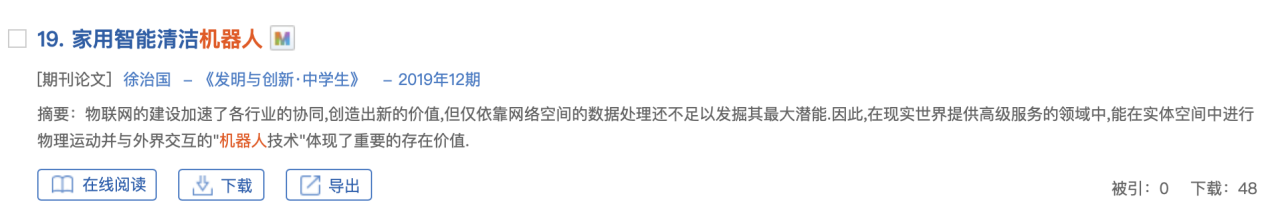 19. 家用智能清洁机器人 M
[期刊论文] 徐治国 - 《发明与创新·中学生》 - 2019年12期
摘要：物联网的建设加速了各行业的协同,创造出新的价值,但仅依靠网络空间的数据处理还不足以发掘其最大潜能.因此,在现实世界提供高级服务的领域中,能在实体空间中进行
物理运动并与外界交互的"机器人技术"体现了重要的存在价值.
在线阅读 下载 导出 被引：0 下载：48